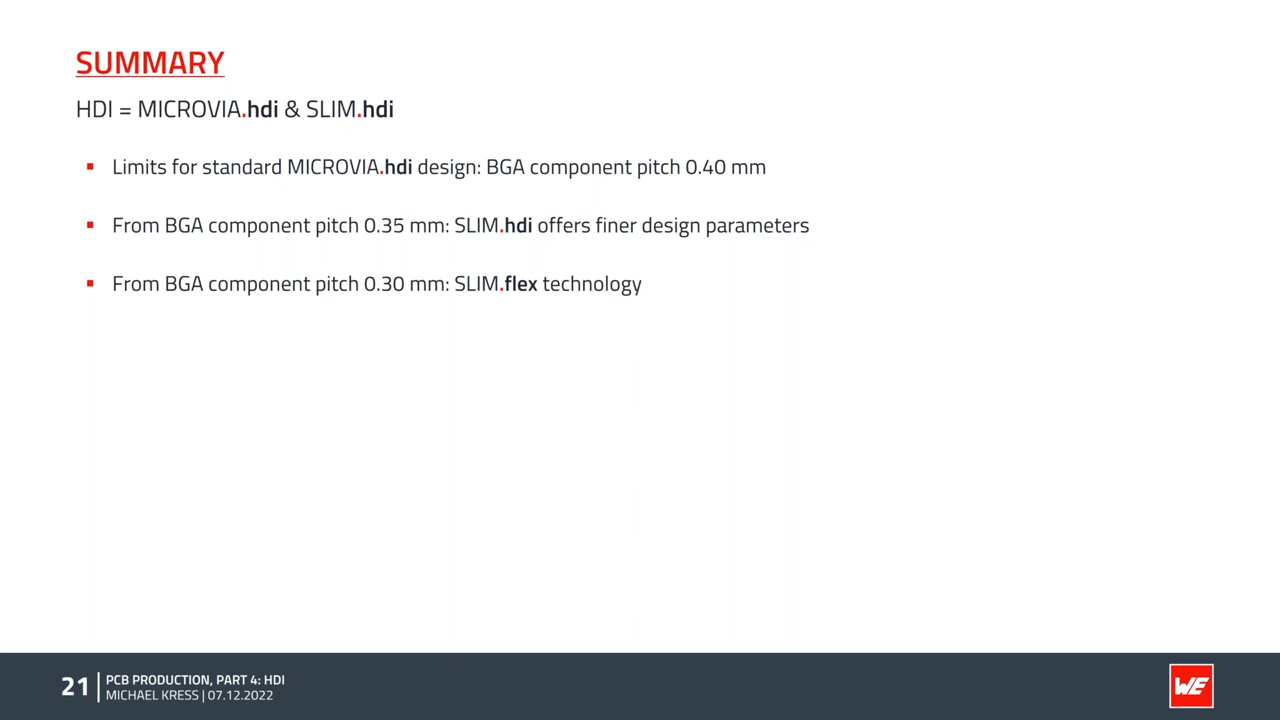 SUMMARY
HDI = MICROVIA.hdi & SLIM.hdi
▪ Limits for standard MICROVIA.hdi design: BGA component pitch 0.40 mm
▪ From BGA component pitch 0.35 mm: SLIM.hdi offers finer design parameters
▪ From BGA component pitch 0.30 mm: SLIM.flex technology
21
PCB PRODUCTION, PART 4: HDI
MICHAEL KRESS | 07.12.2022
WE